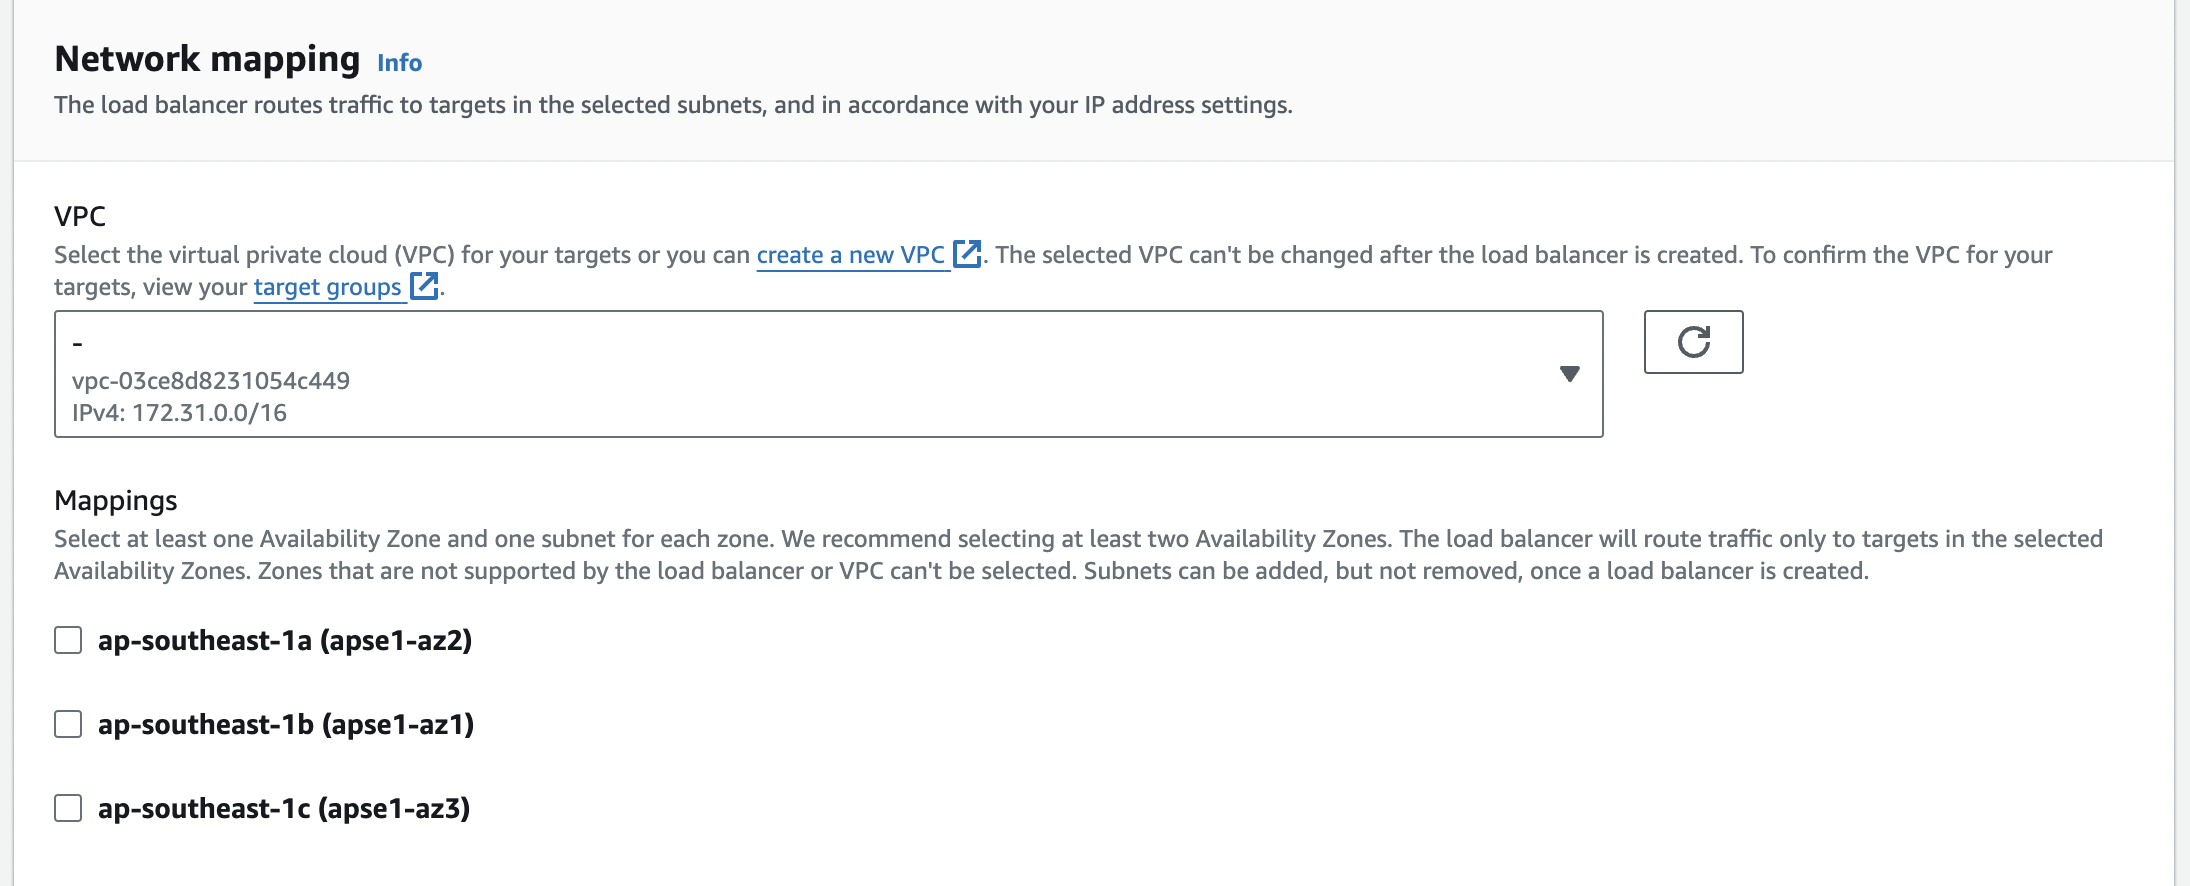 Network mapping Info
The load balancer routes traffic to targets in the selected subnets, and in accordance with your IP address settings.
VPC
Select the virtual private cloud (VPC) for your targets or you can create a new VPC. The selected VPC can't be changed after the load balancer is created. To confirm the VPC for your
targets, view your target groups.
-
vpc-03ce8d8231054c449
IPv4: 172.31.0.0/16
Mappings
Select at least one Availability Zone and one subnet for each zone. We recommend selecting at least two Availability Zones. The load balancer will route traffic only to targets in the selected
Availability Zones. Zones that are not supported by the load balancer or VPC can't be selected. Subnets can be added, but not removed, once a load balancer is created.
ap-southeast-1a (apse1-az2)
ap-southeast-1b (apse1-az1)
ap-southeast-1c (apse1-az3)